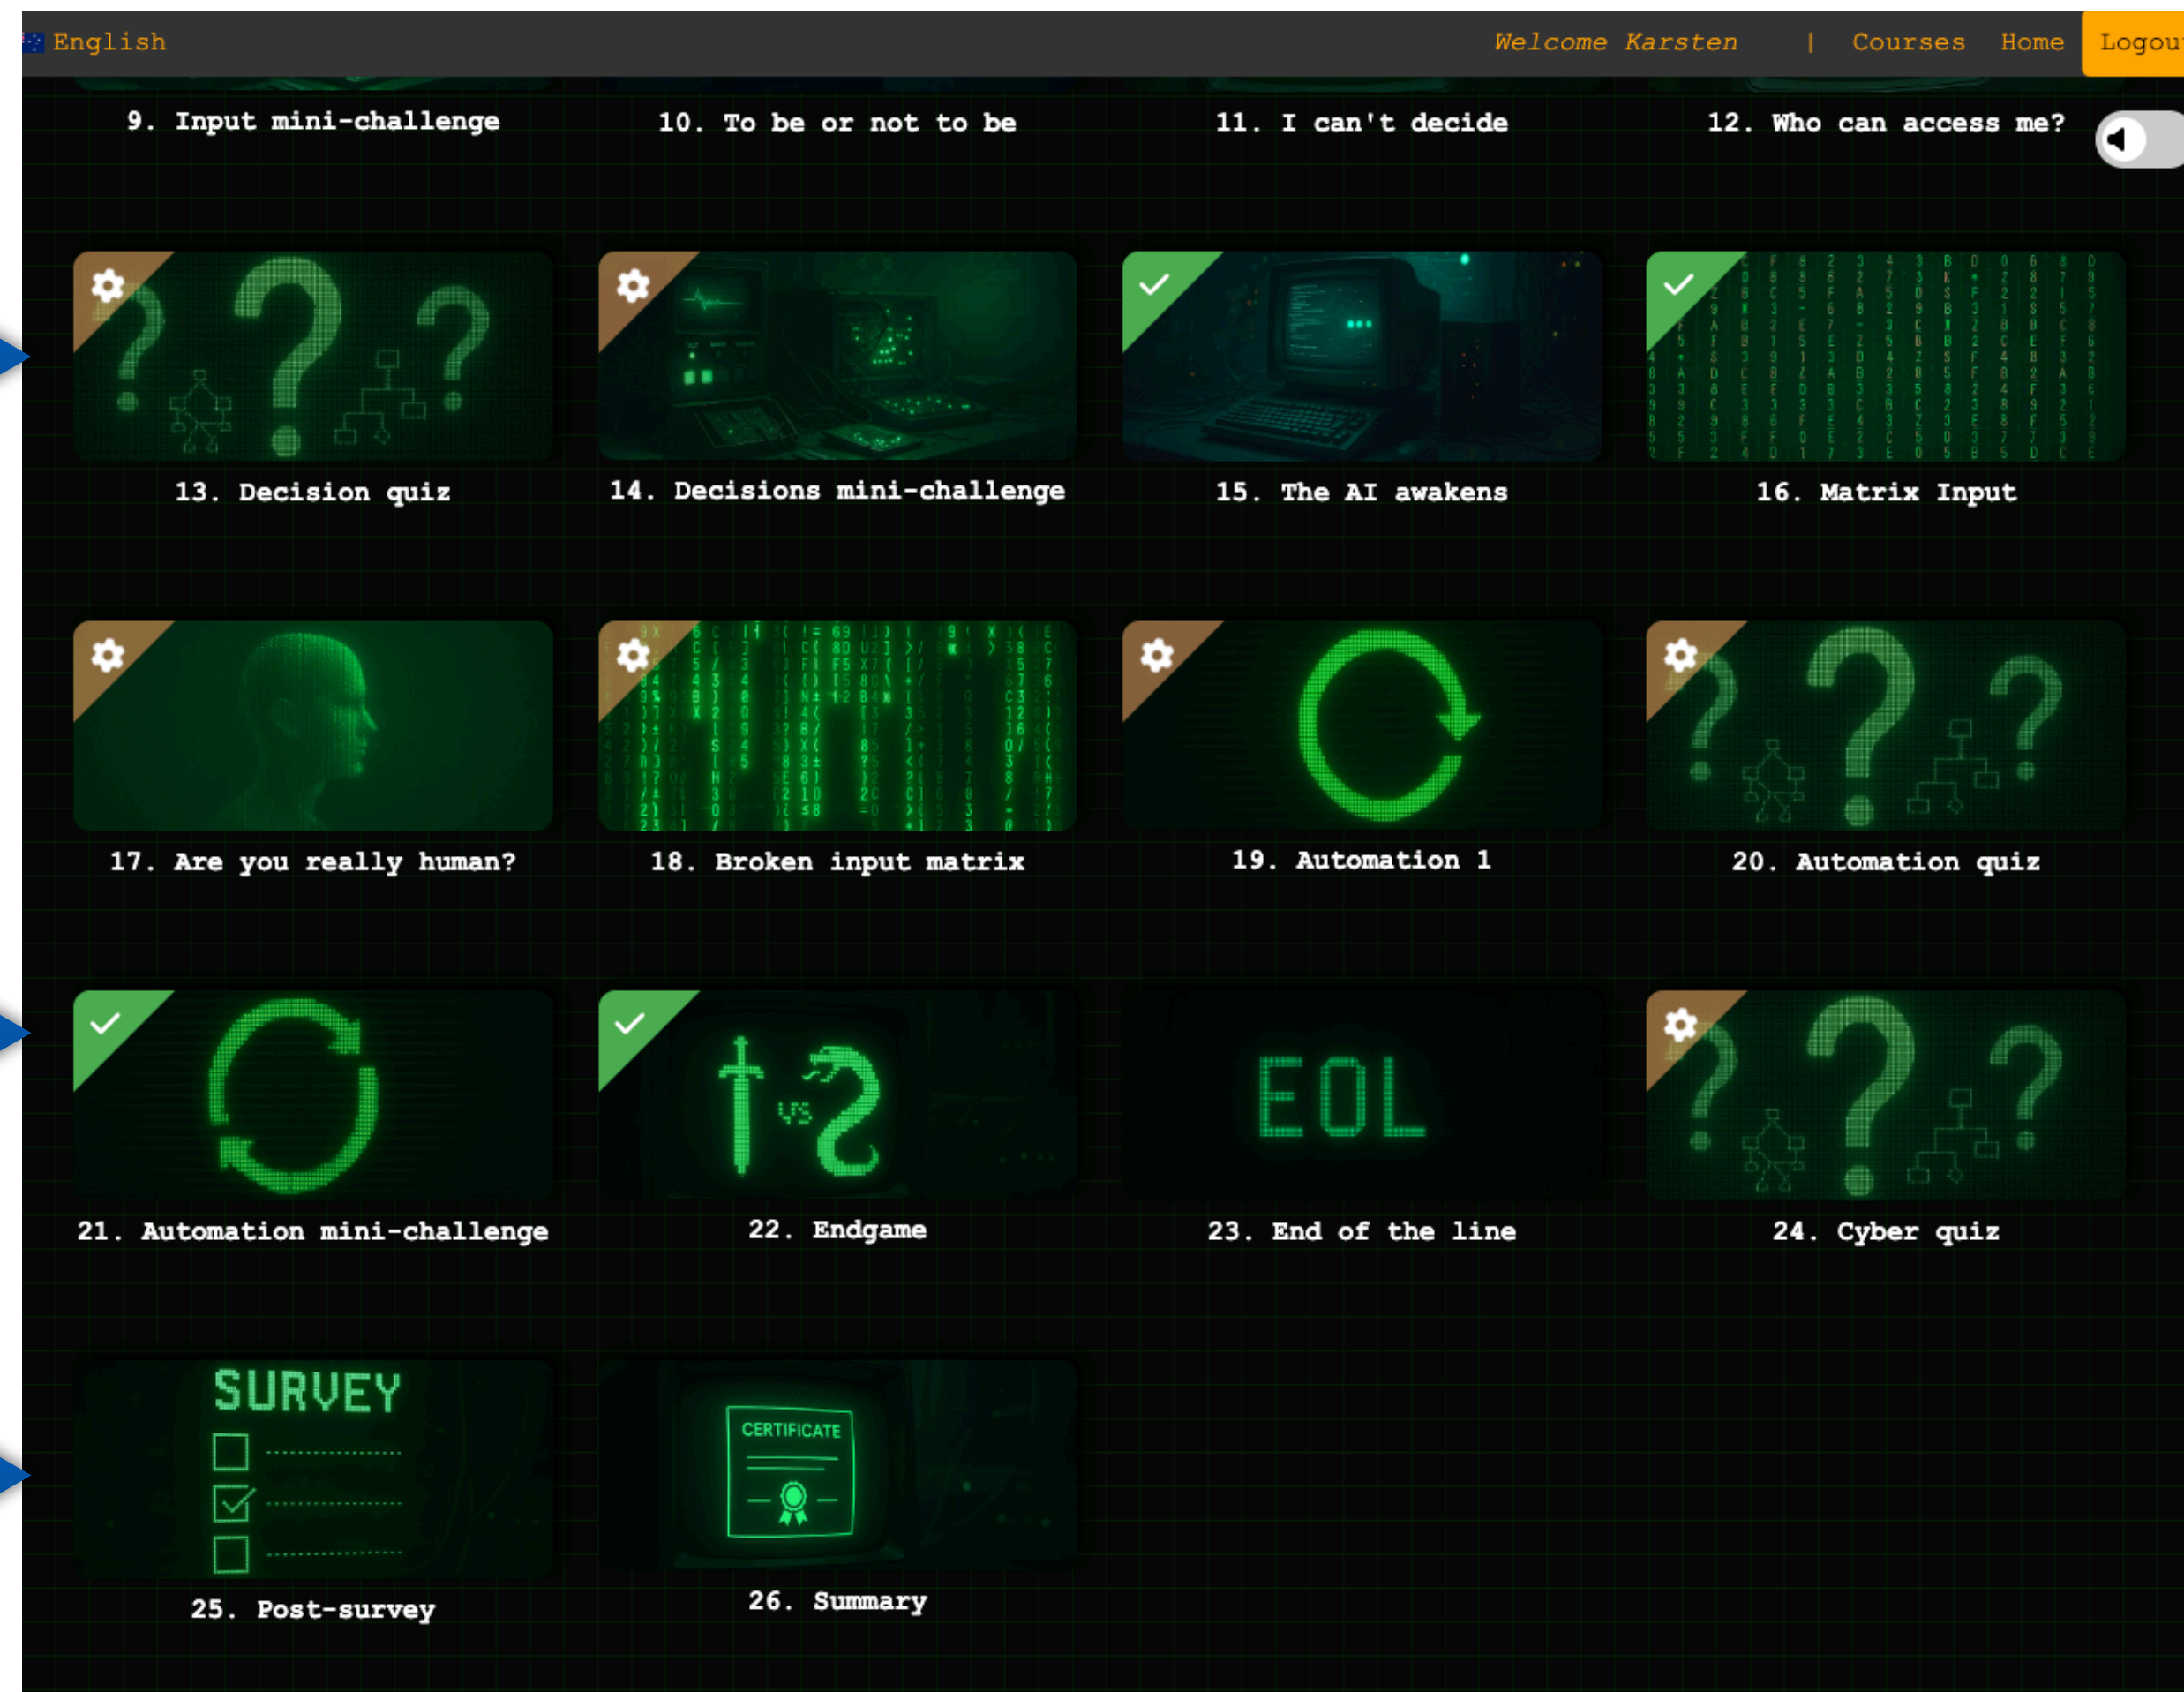 English
Welcome Karsten | Courses Home Logou
9. Input mini-challenge
10. To be or not to be
11. I can't decide
12. Who can access me?
13. Decision quiz
14. Decisions mini-challenge
15. The AI awakens
16. Matrix Input
17. Are you really human?
18. Broken input matrix
19. Automation 1
20. Automation quiz
VS
EOL
21. Automation mini-challenge
22. Endgame
23. End of the line
24. Cyber quiz
SURVEY
CERTIFICATE
25. Post-survey
26. Summary